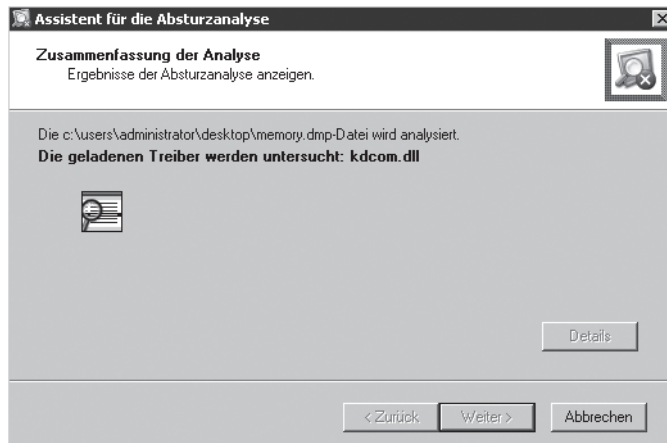 Assistent für die Absturzanalyse
Zusammenfassung der Analyse
Ergebnisse der Absturzanalyse anzeigen.
Die c:\users\administrator\desktop\memory.dmp-Datei wird analysiert.
Die geladenen Treiber werden untersucht: kdcom.dll
Details
< Zurück
Weiter >
Abbrechen